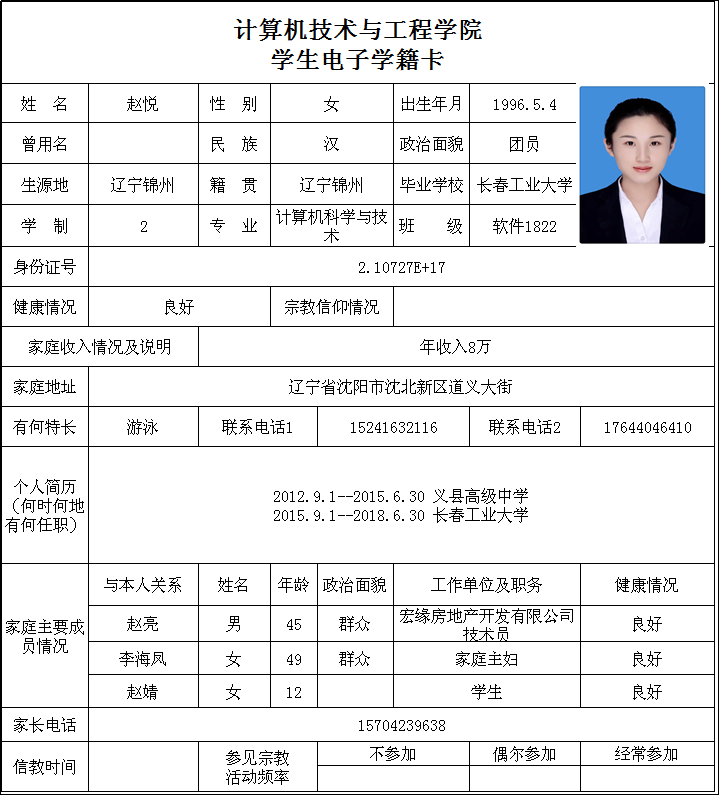 计算机技术与工程学院
学生电子学籍卡
姓 名 赵悦 性 别 女 出生年月 1996.5.4
曾用名 民 族 汉 政治面貌 团员
生源地 辽宁锦州 籍 贯 辽宁锦州 毕业学校 长春工业大学
学 制 2 专 业 计算机科学与技术 班 级 软件1822
身份证号 2.10727E+17
健康情况 良好 宗教信仰情况
家庭收入情况及说明 年收入8万
家庭地址 辽宁省沈阳市沈北新区道义大街
有何特长 游泳 联系电话1 15241632116 联系电话2 17644046410
个人简历
（何时何地
有何任职）
2012.9.1--2015.6.30 义县高级中学
2015.9.1--2018.6.30 长春工业大学
家庭主要成
员情况
与本人关系 姓名 年龄 政治面貌 工作单位及职务 健康情况
赵亮 男 45 群众 宏缘房地产开发有限公司技术员 良好
李海凤 女 49 群众 家庭主妇 良好
赵婧 女 12 学生 良好
家长电话 15704239638
信教时间 参见宗教
活动频率
不参加 偶尔参加 经常参加